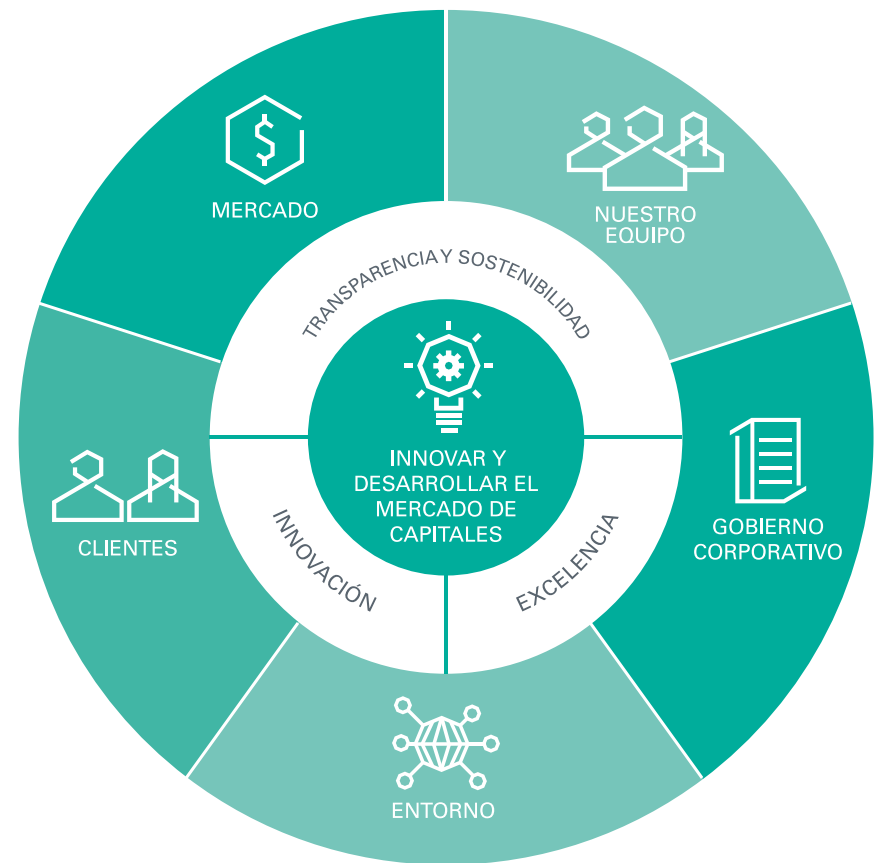 MERCADO
NUESTRO
EQUIPO
TRANSPARENCIA Y SOSTENIBILIDAD
INNOVAR Y
DESARROLLAR EL
MERCADO DE
CAPITALES
CLIENTES
GOBIERNO
CORPORATIVO
INNOVACIÓN
EXCELENCIA
ENTORNO